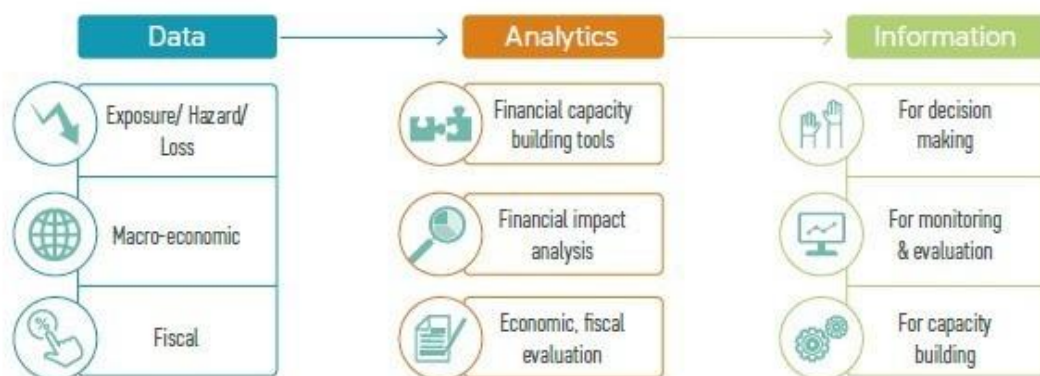 Data
Analytics
Information
Exposure/ Hazard/
Loss
Macro-economic
%
Fiscal
Financial capacity
building tools
Financial impact
analysis
Economic, fiscal
evaluation
For decision
making
For monitoring
& evaluation
For capacity
building